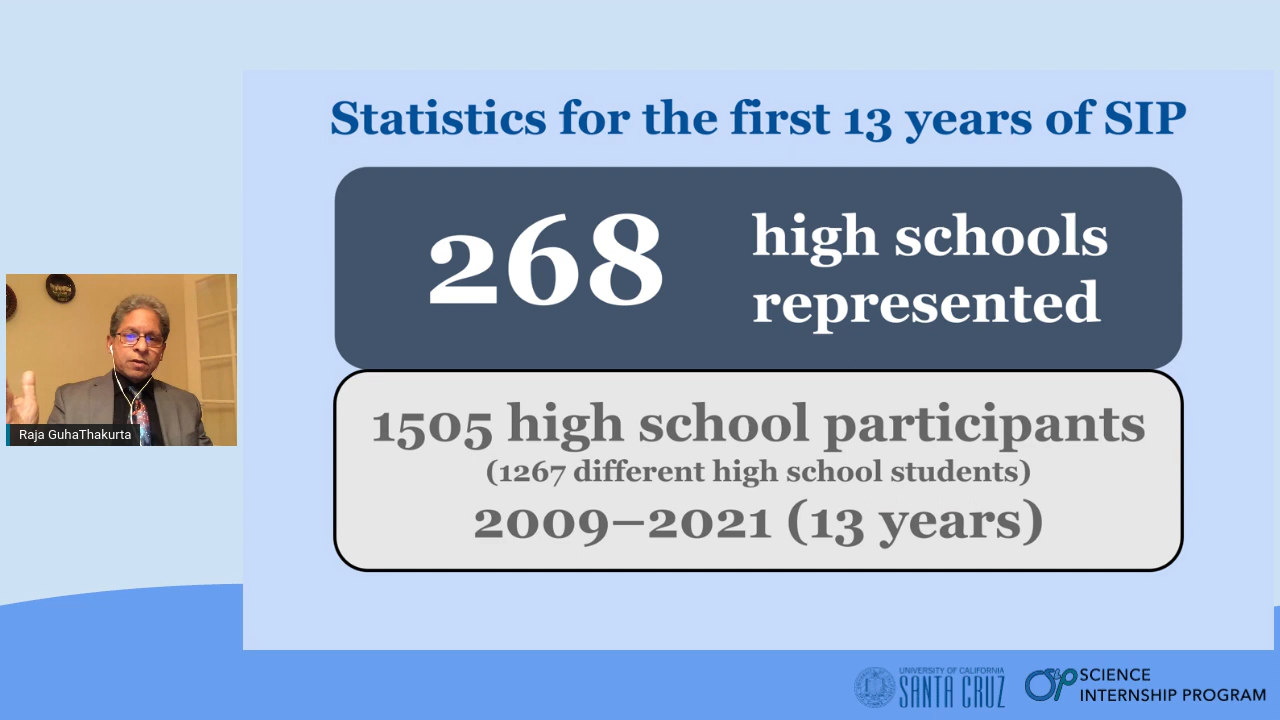 Statistics for the first 13 years of SIP
268
high schools
represented
1505 high school participants
(1267 different high school students)
2009–2021 (13 years)
Raja GuhaThakurta
UNIVERSITY OF CALIFORNIA
SANTA CRUZ
SCIENCE
INTERNSHIP PROGRAM